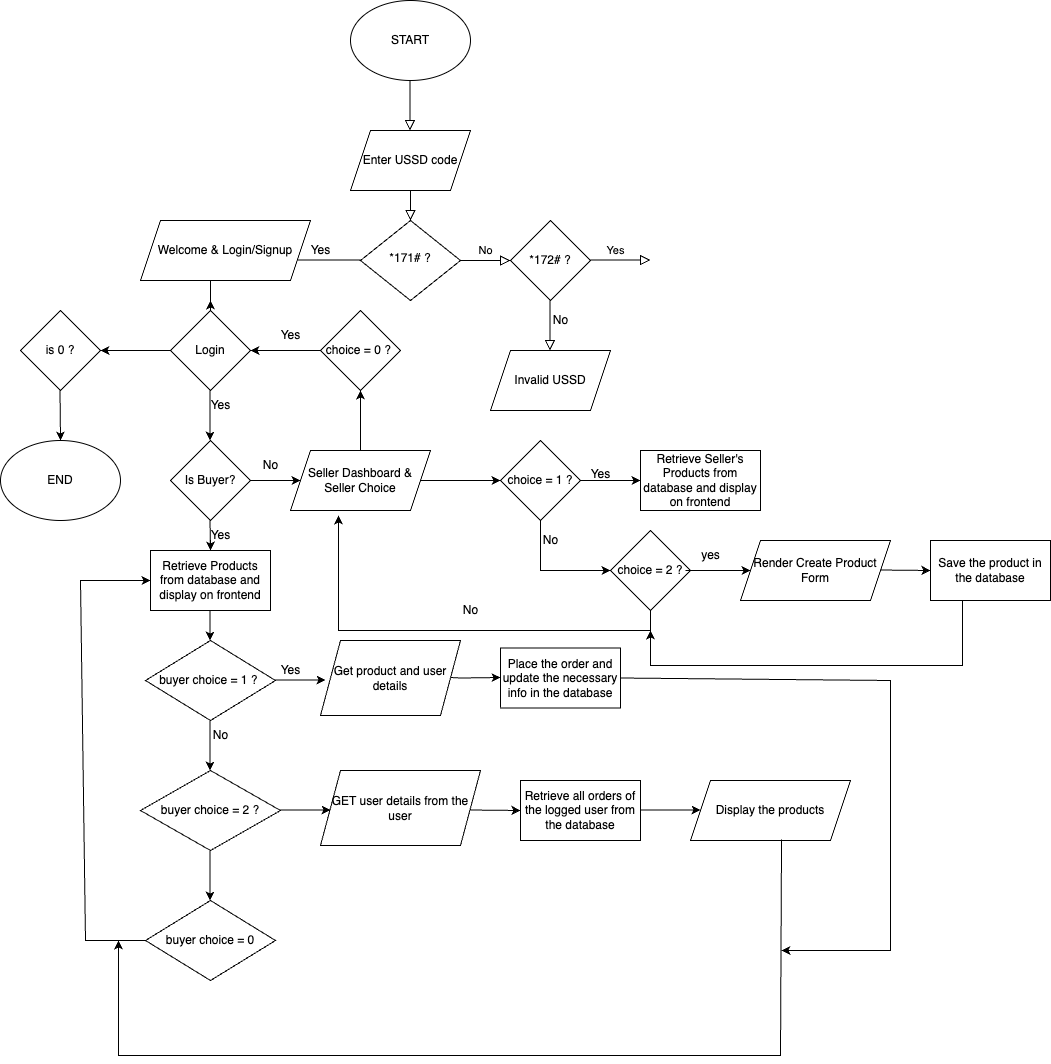 START
Enter USSD code
Welcome & Login/Signup
Yes
*171# ?
No
*172# ?
Yes
No
Invalid USSD
is 0 ?
Login
Yes
choice = 0 ?
Yes
END
Is Buyer?
No
Seller Dashboard &
Seller Choice
choice = 1 ?
Yes
Retrieve Seller's
Products from
database and display
on frontend
Yes
No
Retrieve Products
from database and
display on frontend
choice = 2 ?
yes
Render Create Product
Form
Save the product in
the database
No
buyer choice = 1 ?
Yes
Get product and user
details
Place the order and
update the necessary
info in the database
No
buyer choice = 2 ?
GET user details from the
user
Retrieve all orders of
the logged user from
the database
Display the products
buyer choice = 0